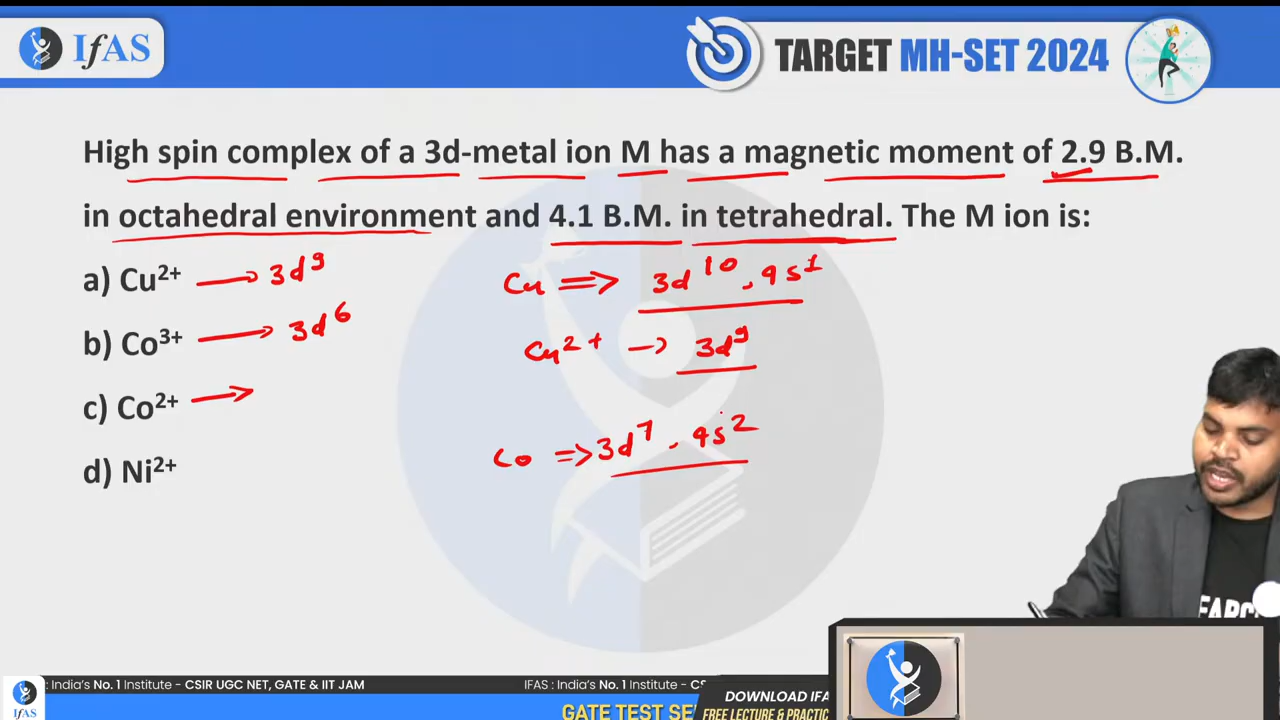 IfAS
TARGET MH-SET 2024
High spin complex of a 3d-metal ion M has a magnetic moment of 2.9 B.M.
in octahedral environment and 4.1 B.M. in tetrahedral. The M ion is:
a) Cu²⁺ → 3d⁹
Cu ⇒ 3d¹⁰, 4s¹
b) Co³⁺ → 3d⁶
Cu²⁺ → 3d⁹
c) Co²⁺ →
Co ⇒ 3d⁷, 4s²
d) Ni²⁺
EARC
: India's No. 1 Institute - CSIR UGC NET, GATE & IIT JAM
IFAS : India's No. 1 Institute - CS
IFAS
GATE TEST SE
DOWNLOAD IFA
FREE LECTURE & PRACTIC